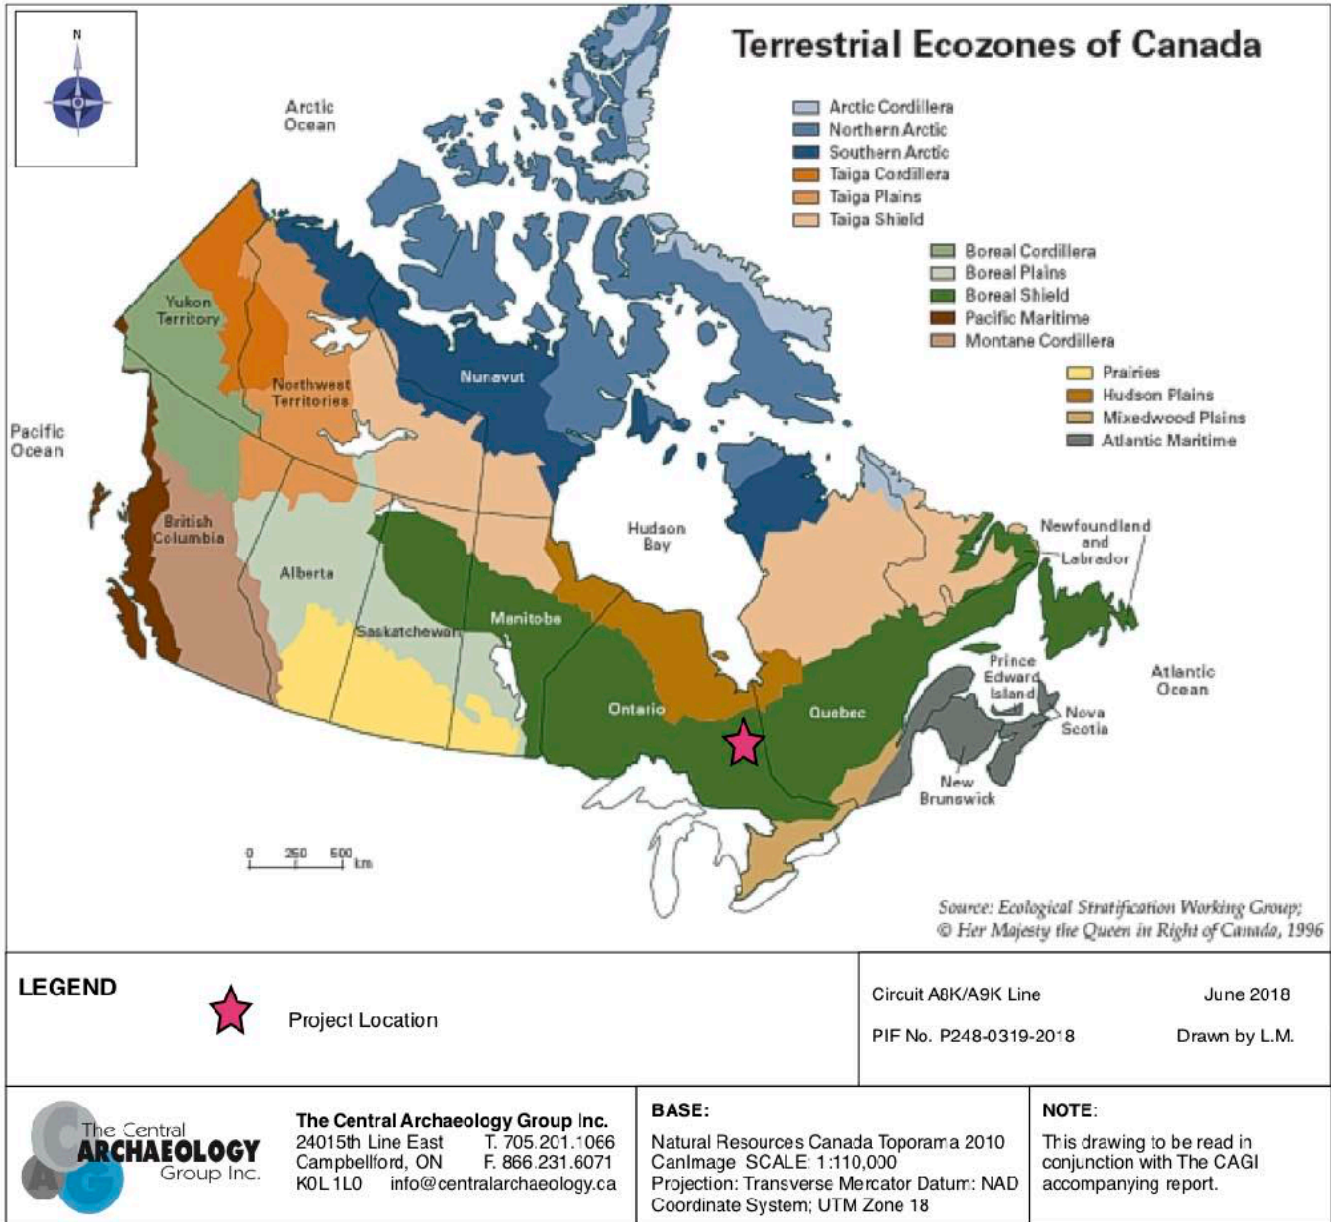 Terrestrial Ecozones of Canada
N
Arctic
Ocean
Arctic Cordillera
Northern Arctic
Southern Arctic
Taiga Cordillera
Taiga Plains
Taiga Shield
Boreal Cordillera
Boreal Plains
Boreal Shield
Pacific Maritime
Montane Cordillera
Prairies
Hudson Plains
Mixedwood Plains
Atlantic Maritime
Yukon
Territory
Northwest
Territories
Nunavut
Pacific
Ocean
British
Columbia
Alberta
Saskatchewan
Manitoba
Hudson
Bay
Ontario
Quebec
Newfoundland
and
Labrador
Prince
Edward
Island
Atlantic
Ocean
Nova
Scotia
New
Brunswick
0 250 500
km
Source: Ecological Stratification Working Group;
© Her Majesty the Queen in Right of Canada, 1996
LEGEND
Project Location
Circuit A8K/A9K Line June 2018
PIF No. P248-0319-2018 Drawn by L.M.
CAG
The Central
ARCHAEOLOGY
Group Inc.
The Central Archaeology Group Inc.
24015th Line East T. 705.201.1066
Campbellford, ON F. 866.231.6071
K0L 1L0 info@centralarchaeology.ca
BASE:
Natural Resources Canada Toporama 2010
CanImage SCALE: 1:110,000
Projection: Transverse Mercator Datum: NAD
Coordinate System; UTM Zone 18
NOTE:
This drawing to be read in
conjunction with The CAGI
accompanying report.